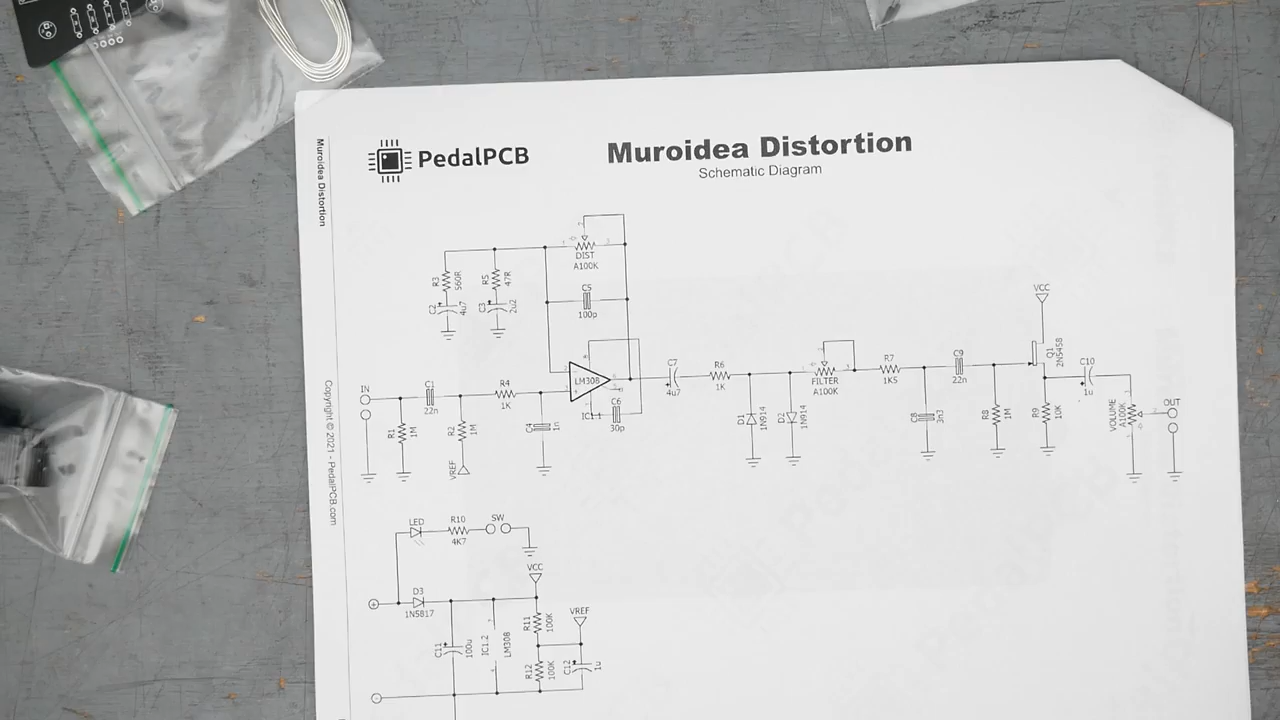 PedalPCB
Muroidea Distortion
Schematic Diagram
Muroidea Distortion
Copyright © 2021 - PedalPCB.com
DIST
A100K
R3
560R
R5
47R
C2
4u7
C3
2u2
C5
100p
VCC
LM308
IC1.1
C6
30p
C7
4u7
R6
1K
FILTER
A100K
R7
1K5
C9
22n
Q1
2N5458
C10
1u
IN
C1
22n
R4
1K
R1
1M
R2
1M
VREF
C4
1n
D1
1N914
D2
1N914
C8
3n3
R8
1M
R9
10K
VOLUME
A100K
OUT
LED
R10
4K7
SW
VCC
D3
1N5817
VREF
C11
100u
IC1.2
LM308
R11
100K
R12
100K
C12
1u